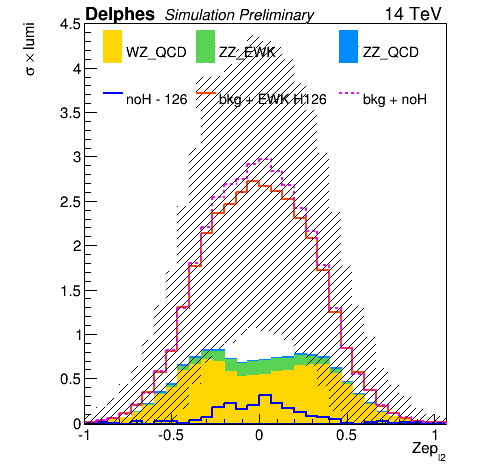 Delphes Simulation Preliminary 14 TeV
σ × lumi
WZ_QCD ZZ_EWK ZZ_QCD
noH - 126 bkg + EWK H126 bkg + noH
4.5
4
3.5
3
2.5
2
1.5
1
0.5
0
-1 -0.5 0 0.5 1
Zep_l2